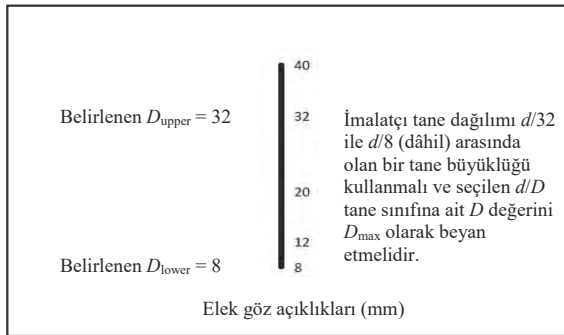 40
Belirlenen Dupper = 32
32
İmalatçı tane dağılımı d/32
ile d/8 (dâhil) arasında
olan bir tane büyüklüğü
kullanmalı ve seçilen d/D
tane sınıfına ait D değerini
Dmax olarak beyan
etmelidir.
20
12
Belirlenen Dlower = 8
8
Elek göz açıklıkları (mm)